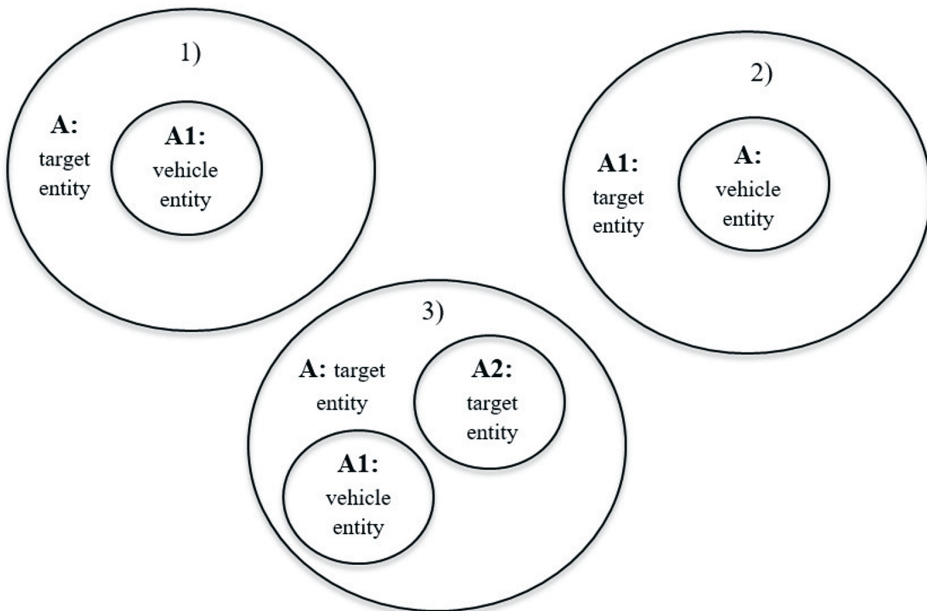 1)
A:
target
entity
A1:
vehicle
entity
2)
A1:
target
entity
A:
vehicle
entity
3)
A: target
entity
A2:
target
entity
A1:
vehicle
entity